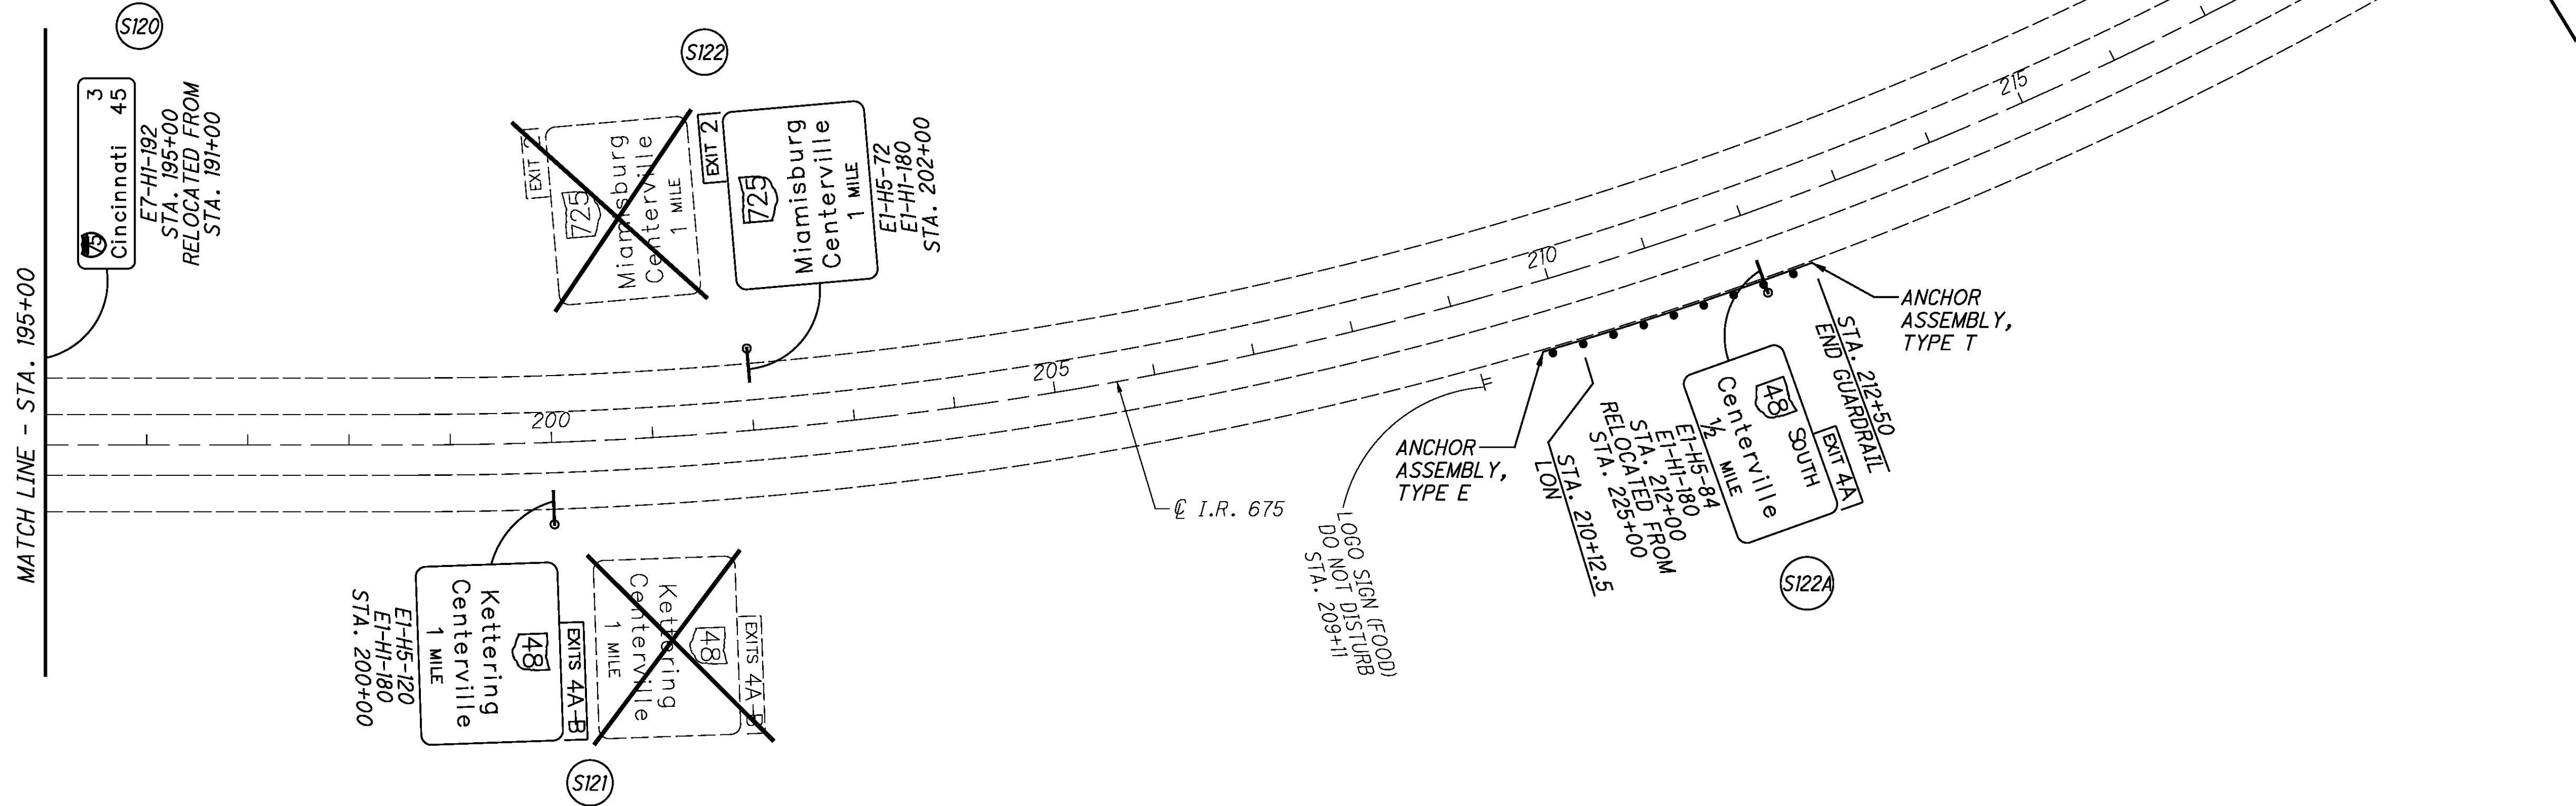 MATCH LINE - STA. 195+00
S120
3
75
Cincinnati 45
E7-H1-192
STA. 195+00
RELOCATED FROM
STA. 191+00
S122
EXIT 2
725
Miamisburg
Centerville
1 MILE
EXIT 2
725
Miamisburg
Centerville
1 MILE
E1-H5-72
E1-H1-180
STA. 202+00
200
205
210
215
℄ I.R. 675
EXITS 4A-B
48
Kettering
Centerville
1 MILE
E1-H5-120
E1-H1-180
STA. 200+00
EXITS 4A-B
48
Kettering
Centerville
1 MILE
S121
LOGO SIGN (FOOD)
DO NOT DISTURB
STA. 209+11
ANCHOR
ASSEMBLY,
TYPE E
STA. 210+12.5
LON
EXIT 4A
48 SOUTH
Centerville
1/2 MILE
E1-H5-84
E1-H1-180
STA. 212+00
RELOCATED FROM
STA. 225+00
S122A
STA. 212+50
END GUARDRAIL
ANCHOR
ASSEMBLY,
TYPE T